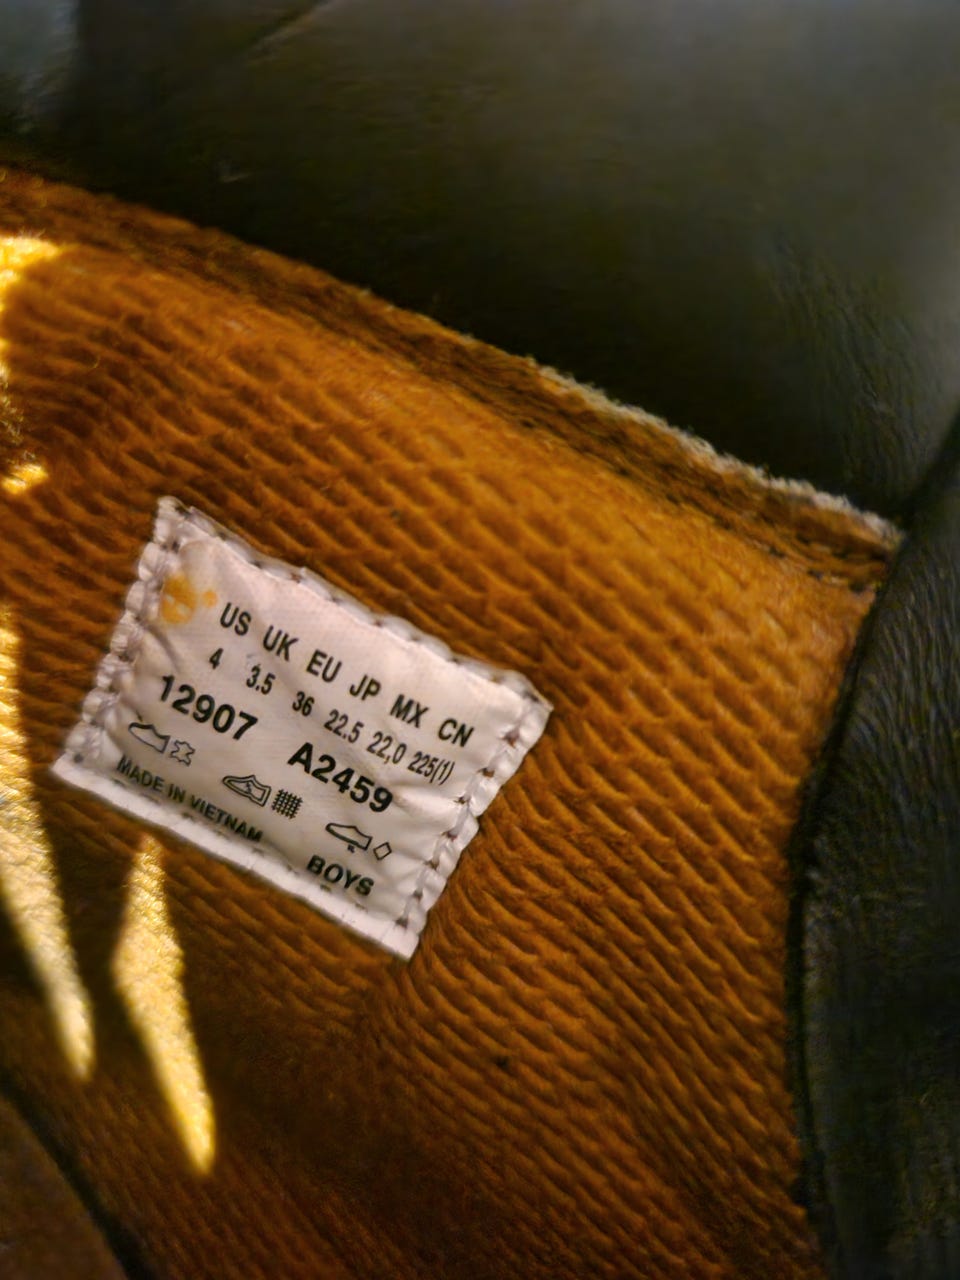 US UK EU JP MX CN
4 3.5 36 22.5 22,0 225(1)
12907 A2459
MADE IN VIETNAM
BOYS